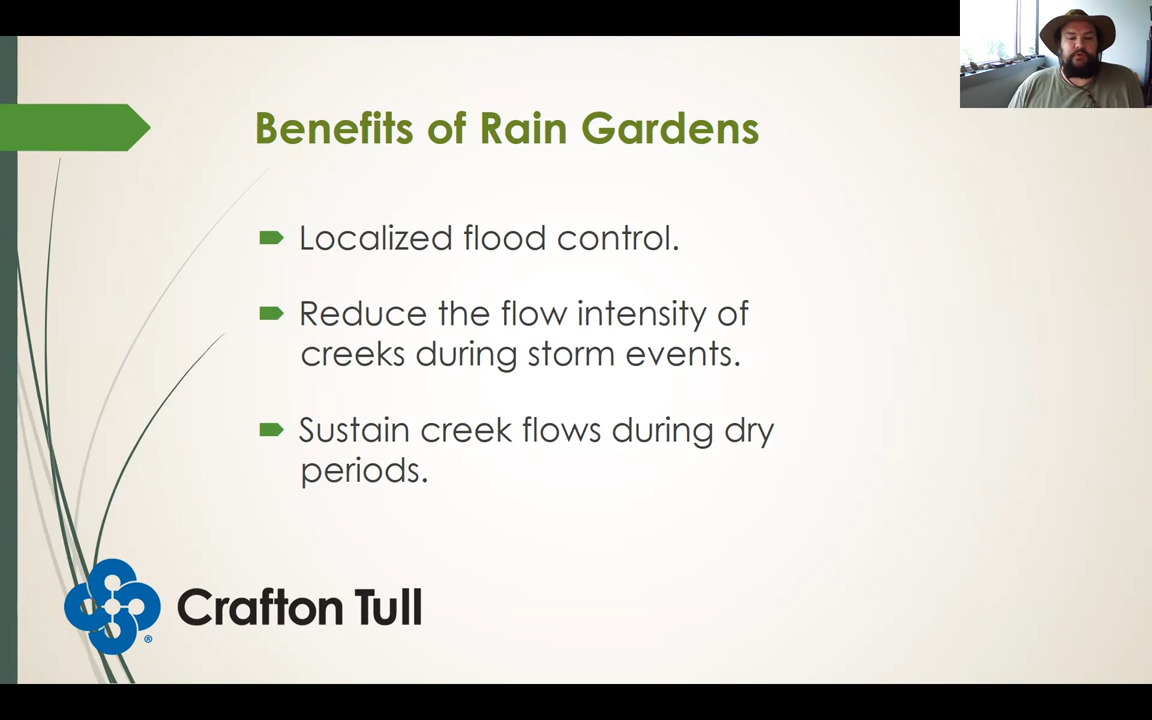 Benefits of Rain Gardens
Localized flood control.
Reduce the flow intensity of
creeks during storm events.
Sustain creek flows during dry
periods.
Crafton Tull
®